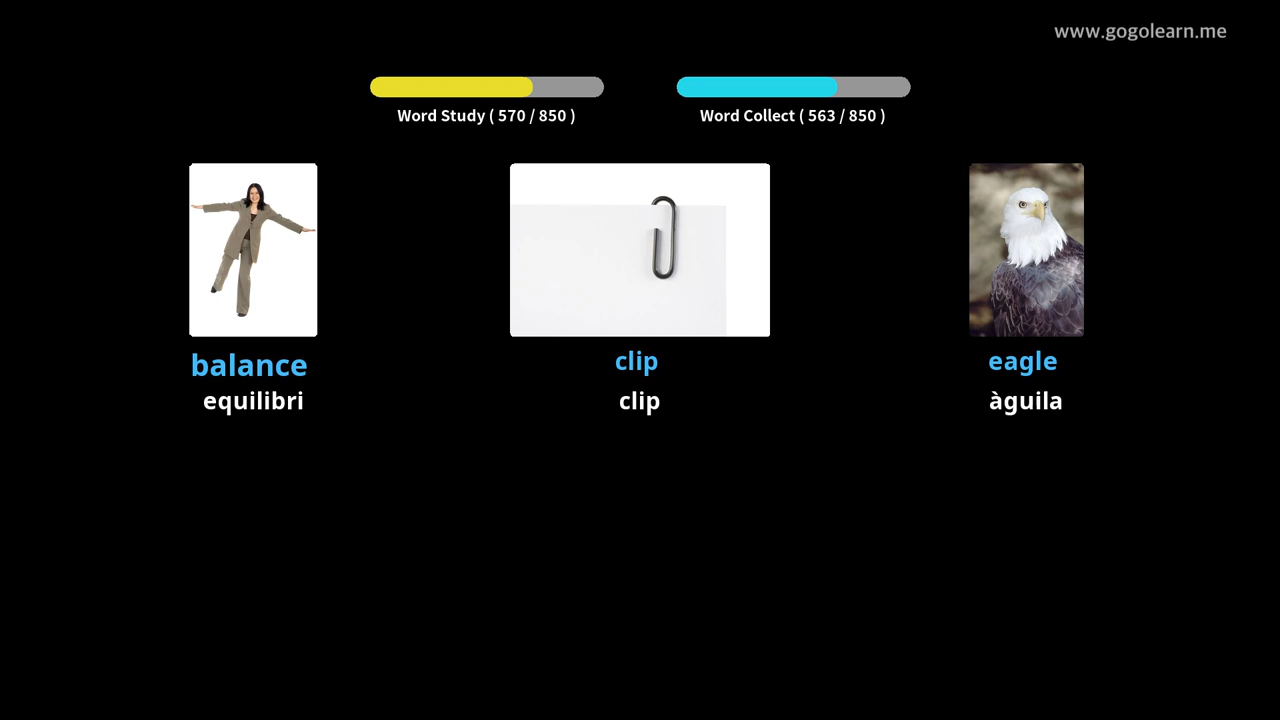 www.gogolearn.me
Word Study ( 570 / 850 )
Word Collect ( 563 / 850 )
balance
equilibri
clip
clip
eagle
àguila